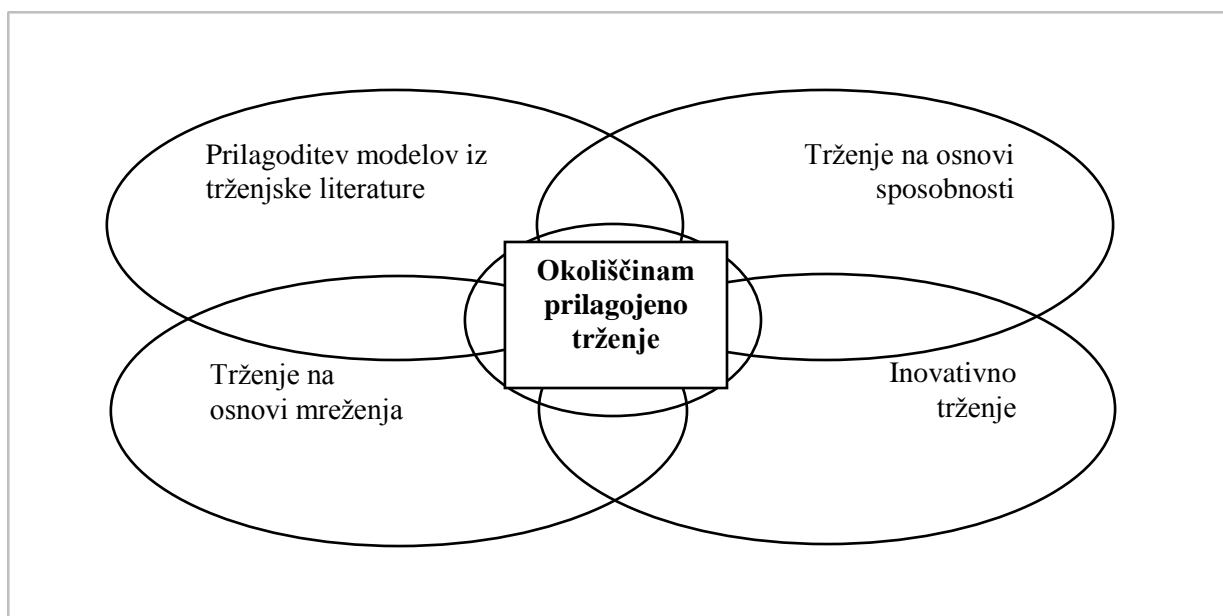 Prilagoditev modelov iz
trženjske literature
Trženje na osnovi
sposobnosti
Okoliščinam
prilagojeno
trženje
Trženje na
osnovi mreženja
Inovativno
trženje